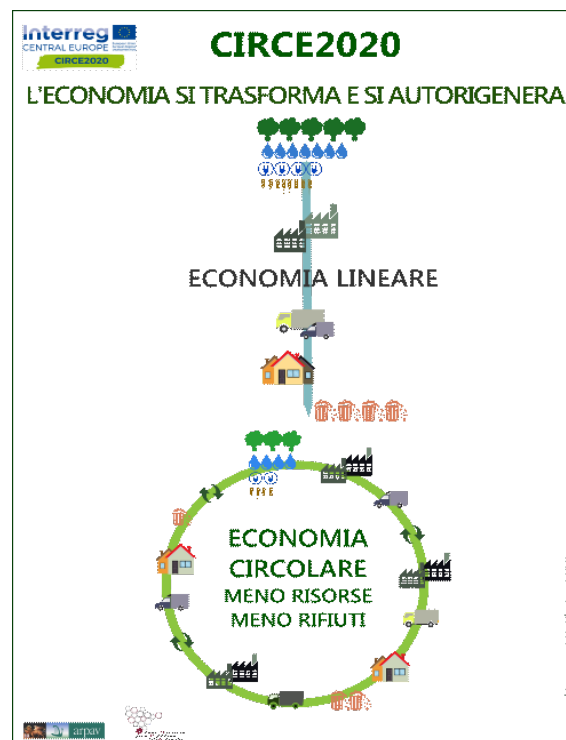 Interreg
CENTRAL EUROPE
CIRCE2020
CIRCE2020
L'ECONOMIA SI TRASFORMA E SI AUTORIGENERA
ECONOMIA LINEARE
ECONOMIA
CIRCOLARE
MENO RISORSE
MENO RIFIUTI
arpav